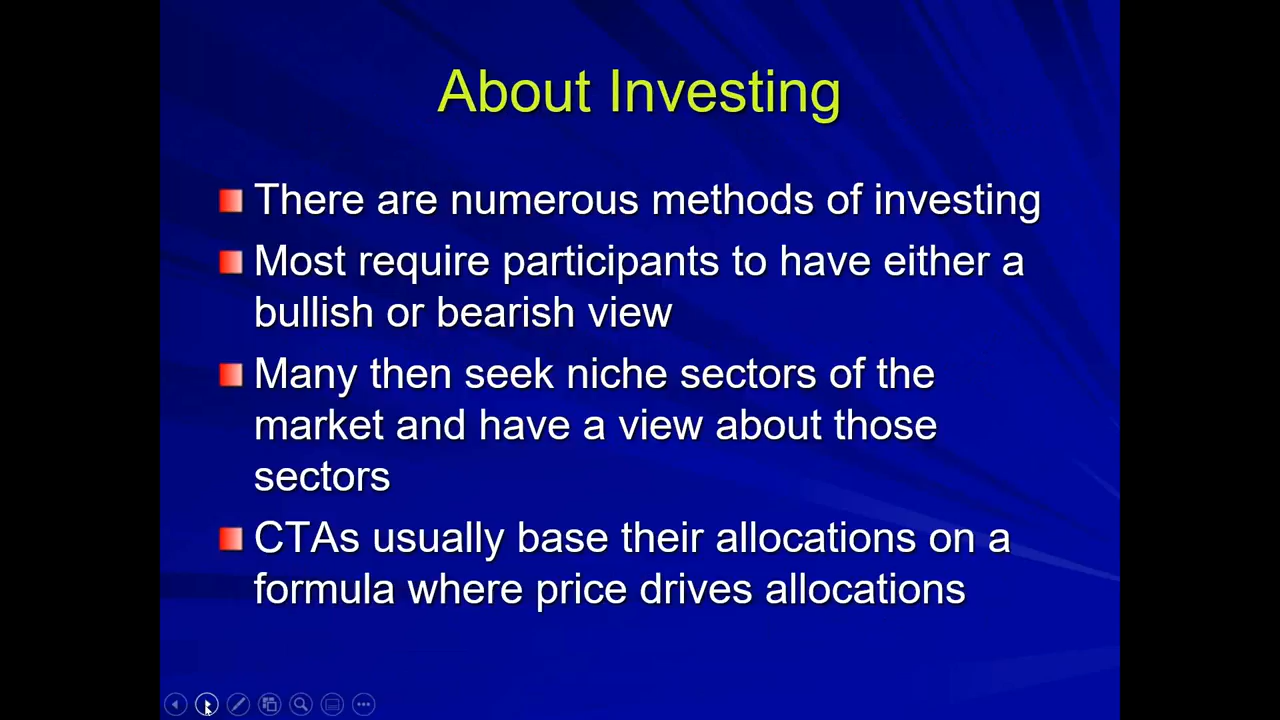 About Investing
There are numerous methods of investing
Most require participants to have either a
bullish or bearish view
Many then seek niche sectors of the
market and have a view about those
sectors
CTAs usually base their allocations on a
formula where price drives allocations